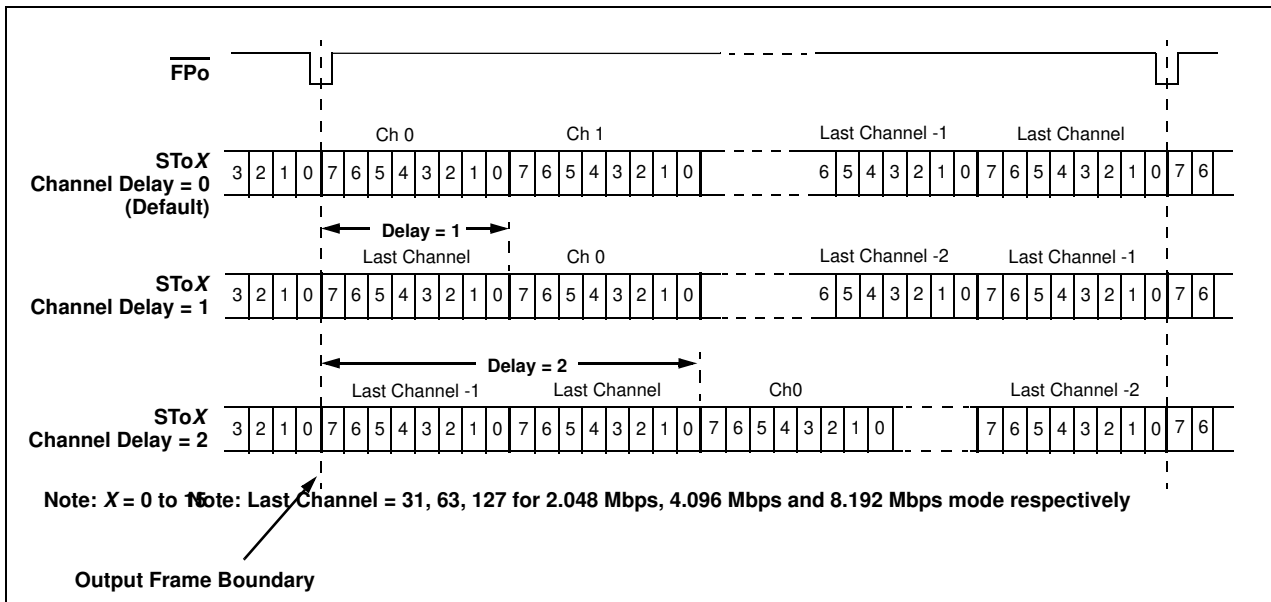 FPo
Ch 0 Ch 1 Last Channel -1 Last Channel
SToX
Channel Delay = 0
(Default)
3 2 1 0 7 6 5 4 3 2 1 0 7 6 5 4 3 2 1 0 6 5 4 3 2 1 0 7 6 5 4 3 2 1 0 7 6
Delay = 1
Last Channel Ch 0 Last Channel -2 Last Channel -1
SToX
Channel Delay = 1
3 2 1 0 7 6 5 4 3 2 1 0 7 6 5 4 3 2 1 0 6 5 4 3 2 1 0 7 6 5 4 3 2 1 0 7 6
Delay = 2
Last Channel -1 Last Channel Ch0 Last Channel -2
SToX
Channel Delay = 2
3 2 1 0 7 6 5 4 3 2 1 0 7 6 5 4 3 2 1 0 7 6 5 4 3 2 1 0 7 6 5 4 3 2 1 0 7 6
Note: X = 0 to 15 Note: Last Channel = 31, 63, 127 for 2.048 Mbps, 4.096 Mbps and 8.192 Mbps mode respectively
Output Frame Boundary